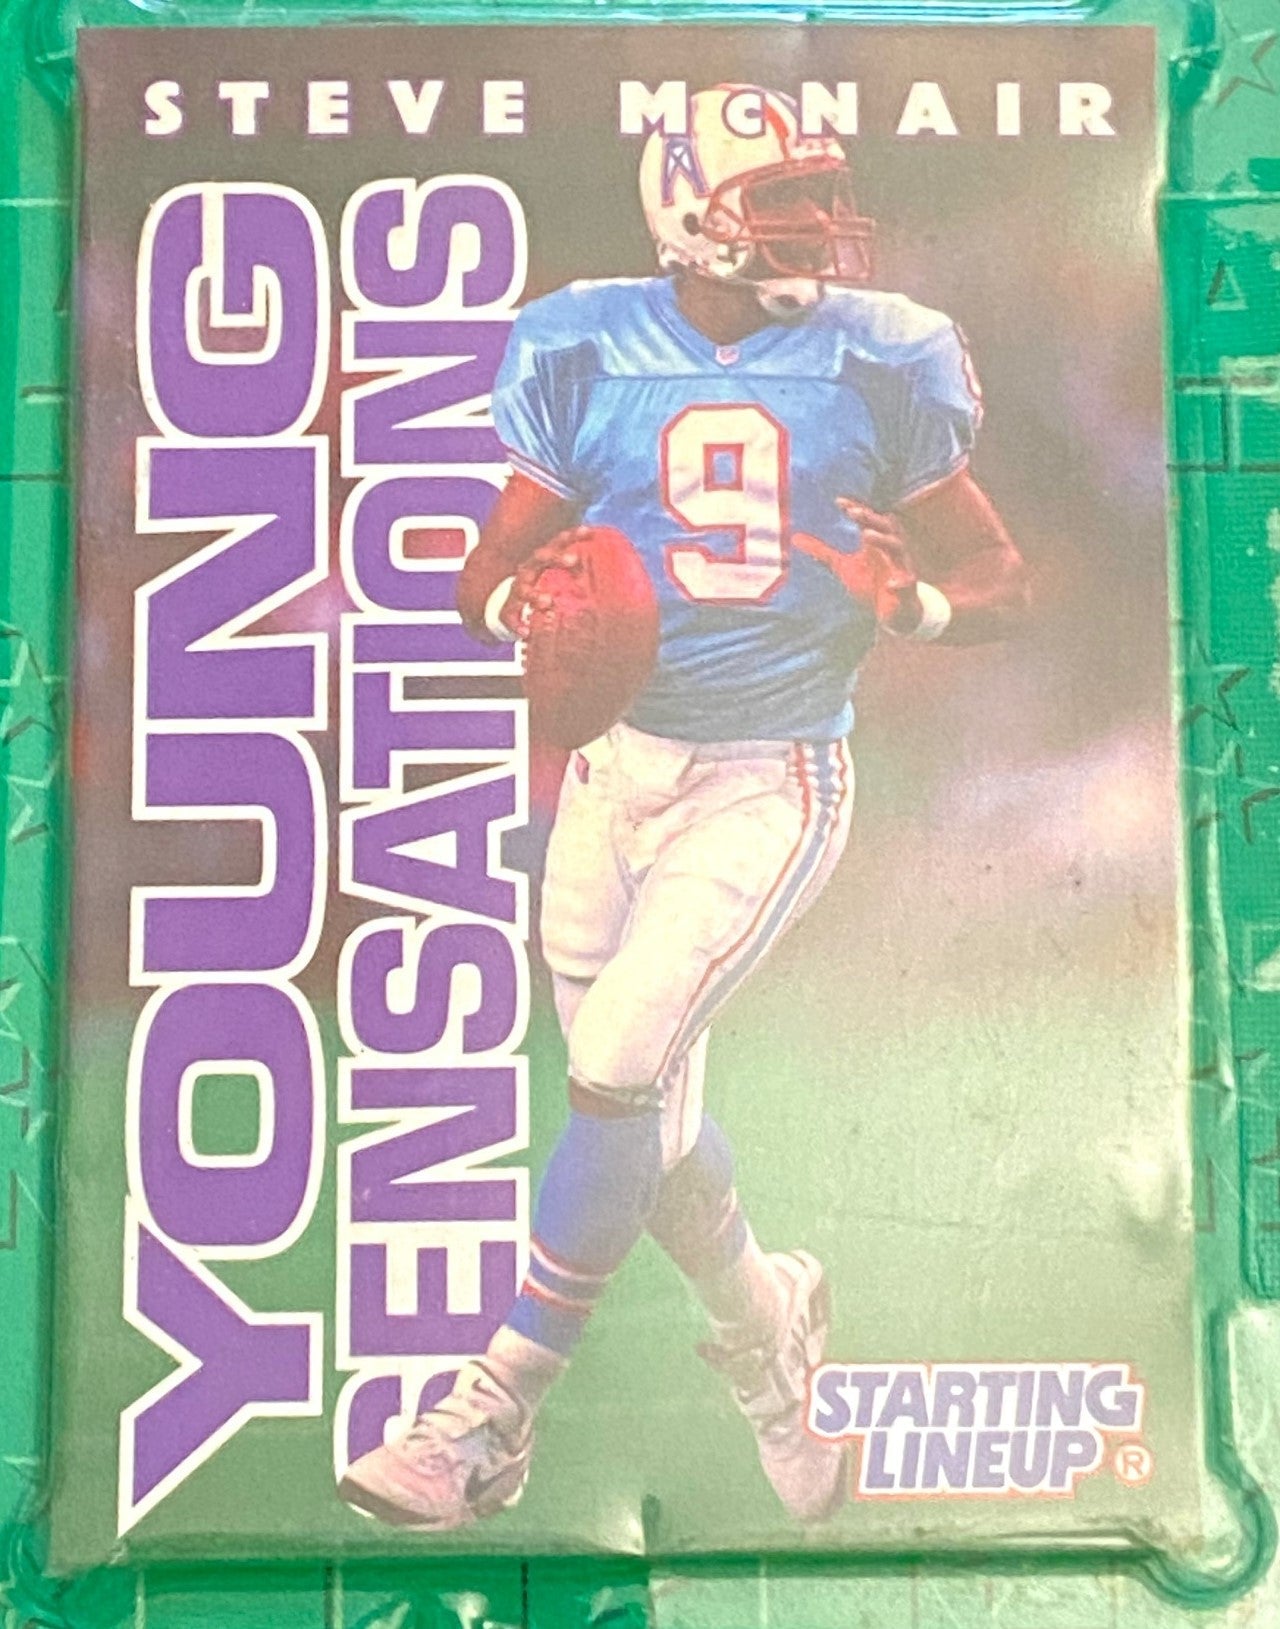 STEVE McNAIR
YOUNG
SENSATIONS
9
STARTING
LINEUP ®